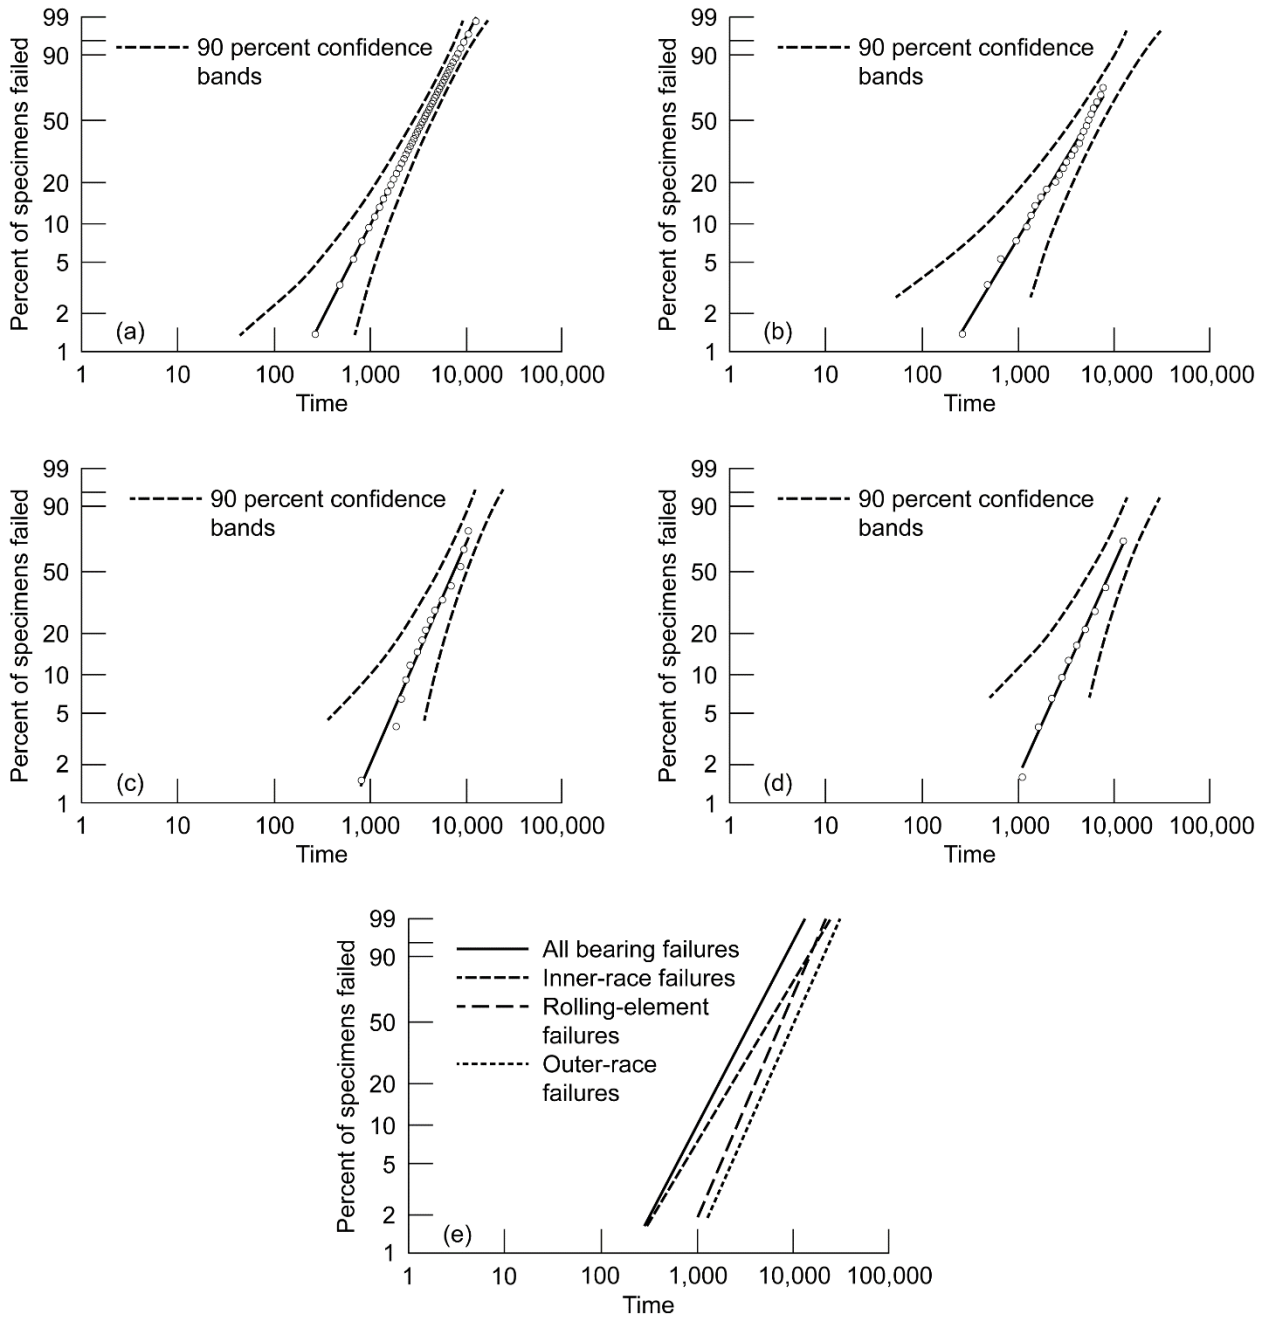 99
90
50
20
10
5
2
1
Percent of specimens failed
90 percent confidence
bands
(a)
1 10 100 1,000 10,000 100,000
Time
99
90
50
20
10
5
2
1
Percent of specimens failed
90 percent confidence
bands
(b)
1 10 100 1,000 10,000 100,000
Time
99
90
50
20
10
5
2
1
Percent of specimens failed
90 percent confidence
bands
(c)
1 10 100 1,000 10,000 100,000
Time
99
90
50
20
10
5
2
1
Percent of specimens failed
90 percent confidence
bands
(d)
1 10 100 1,000 10,000 100,000
Time
99
90
50
20
10
5
2
1
Percent of specimens failed
All bearing failures
Inner-race failures
Rolling-element
failures
Outer-race
failures
(e)
1 10 100 1,000 10,000 100,000
Time